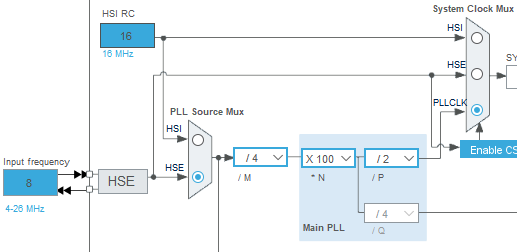 System Clock Mux
HSI RC
16
16 MHz
HSI
HSE
PLLCLK
SY
Enable CS
PLL Source Mux
HSI
HSE
Input frequency
8
4-26 MHz
HSE
/ 4
/ M
X 100
* N
/ 2
/ P
/ 4
/ Q
Main PLL